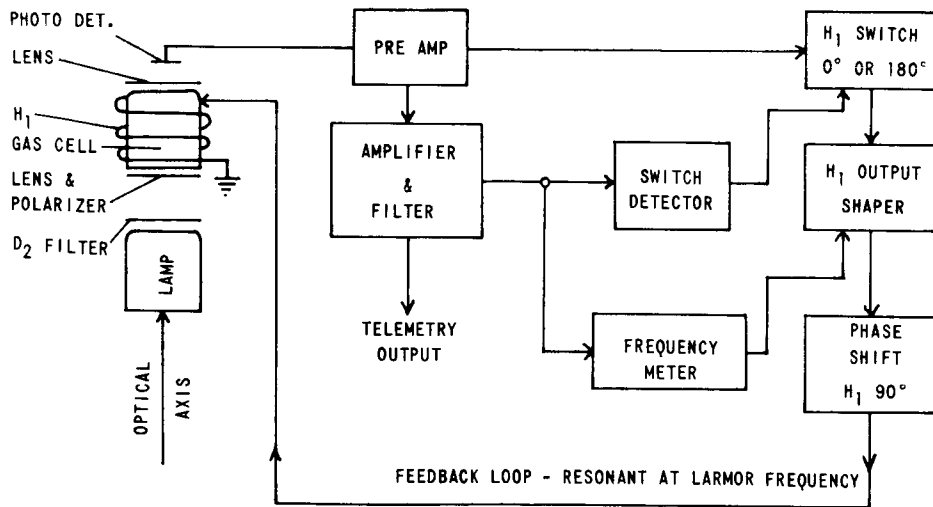 PHOTO DET.
LENS
H1
GAS CELL
LENS &
POLARIZER
D2 FILTER
LAMP
OPTICAL
AXIS
PRE AMP
AMPLIFIER
&
FILTER
TELEMETRY
OUTPUT
SWITCH
DETECTOR
FREQUENCY
METER
H1 SWITCH
0° OR 180°
H1 OUTPUT
SHAPER
PHASE
SHIFT
H1 90°
FEEDBACK LOOP - RESONANT AT LARMOR FREQUENCY